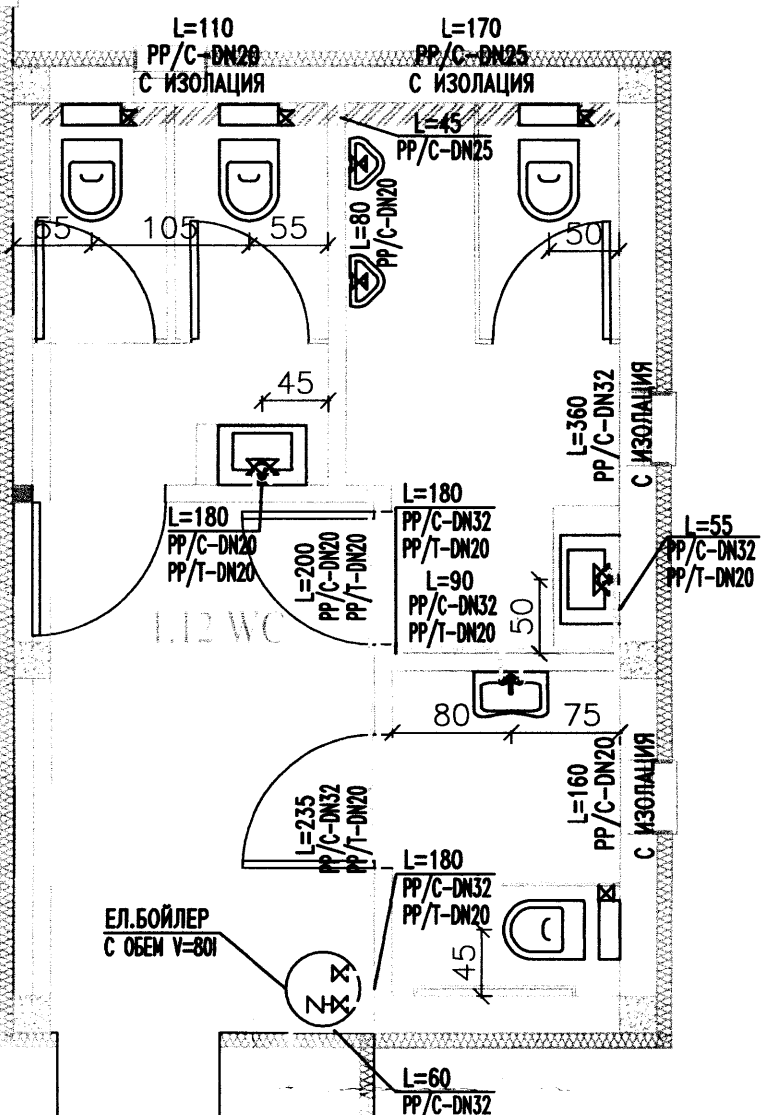 L=110
PP/C-DN20
С ИЗОЛАЦИЯ
L=170
PP/C-DN25
С ИЗОЛАЦИЯ
L=45
PP/C-DN25
L=80
PP/C-DN20
55
105
55
50
45
L=360
PP/C-DN32
С ИЗОЛАЦИЯ
L=180
PP/C-DN20
PP/T-DN20
L=200
PP/C-DN20
PP/T-DN20
L=180
PP/C-DN32
PP/T-DN20
L=90
PP/C-DN32
PP/T-DN20
50
L=55
PP/C-DN32
PP/T-DN20
1.12 WC
80
75
L=235
PP/C-DN32
PP/T-DN20
L=160
PP/C-DN20
С ИЗОЛАЦИЯ
L=180
PP/C-DN32
PP/T-DN20
ЕЛ.БОЙЛЕР
С ОБЕМ V=80l
45
L=60
PP/C-DN32